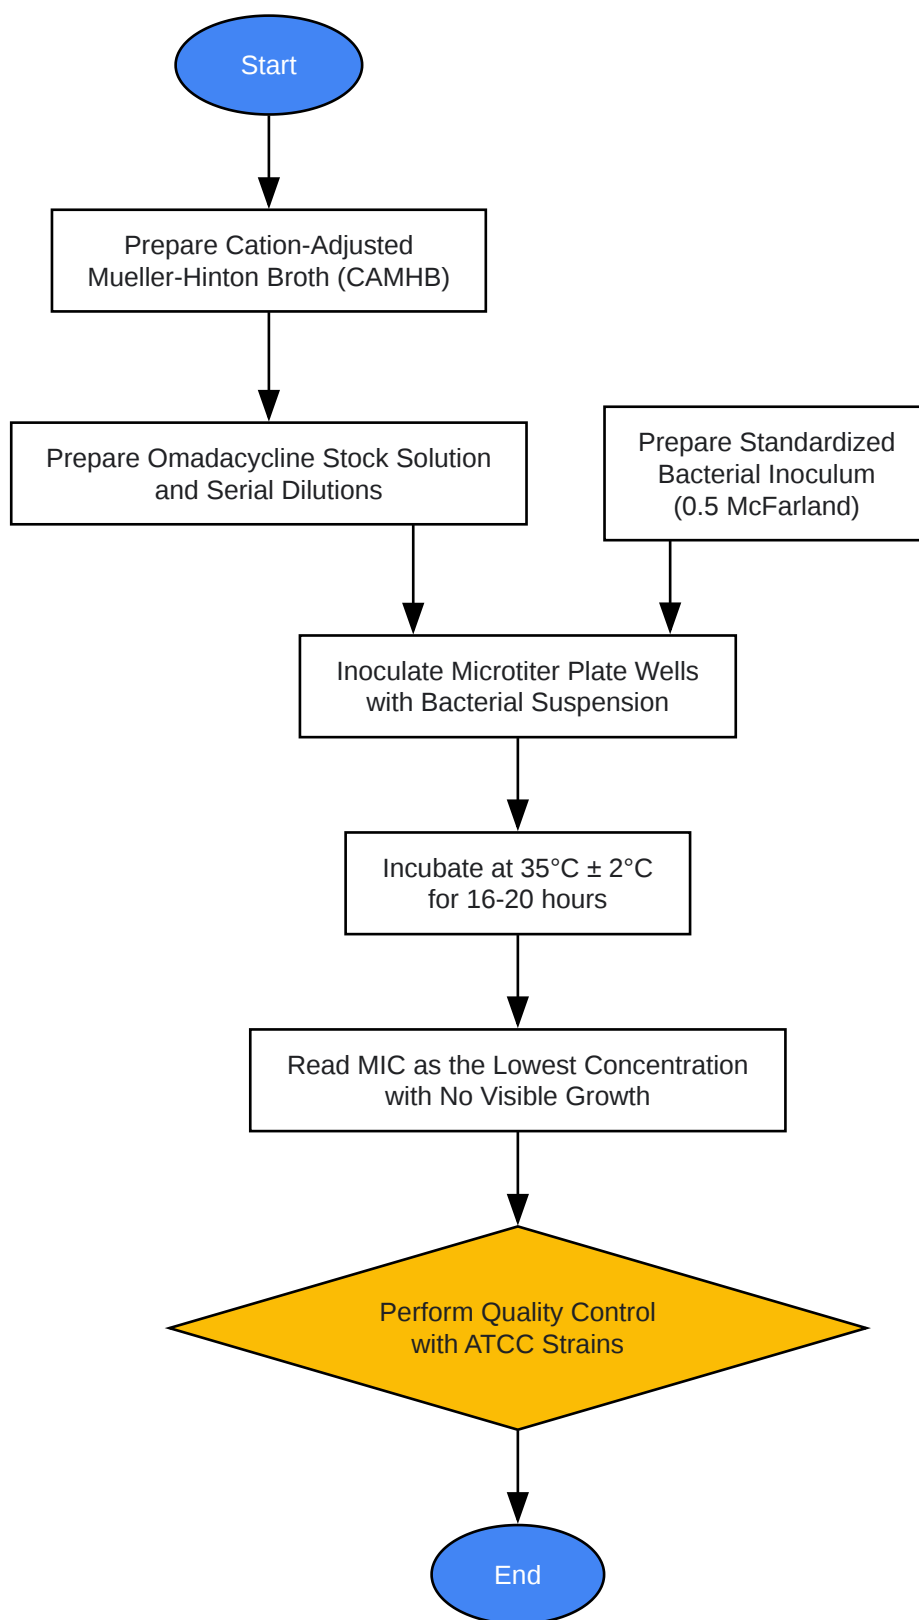 Start
Prepare Cation-Adjusted
Mueller-Hinton Broth (CAMHB)
Prepare Omadacycline Stock Solution
and Serial Dilutions
Prepare Standardized
Bacterial Inoculum
(0.5 McFarland)
Inoculate Microtiter Plate Wells
with Bacterial Suspension
Incubate at 35°C ± 2°C
for 16-20 hours
Read MIC as the Lowest Concentration
with No Visible Growth
Perform Quality Control
with ATCC Strains
End